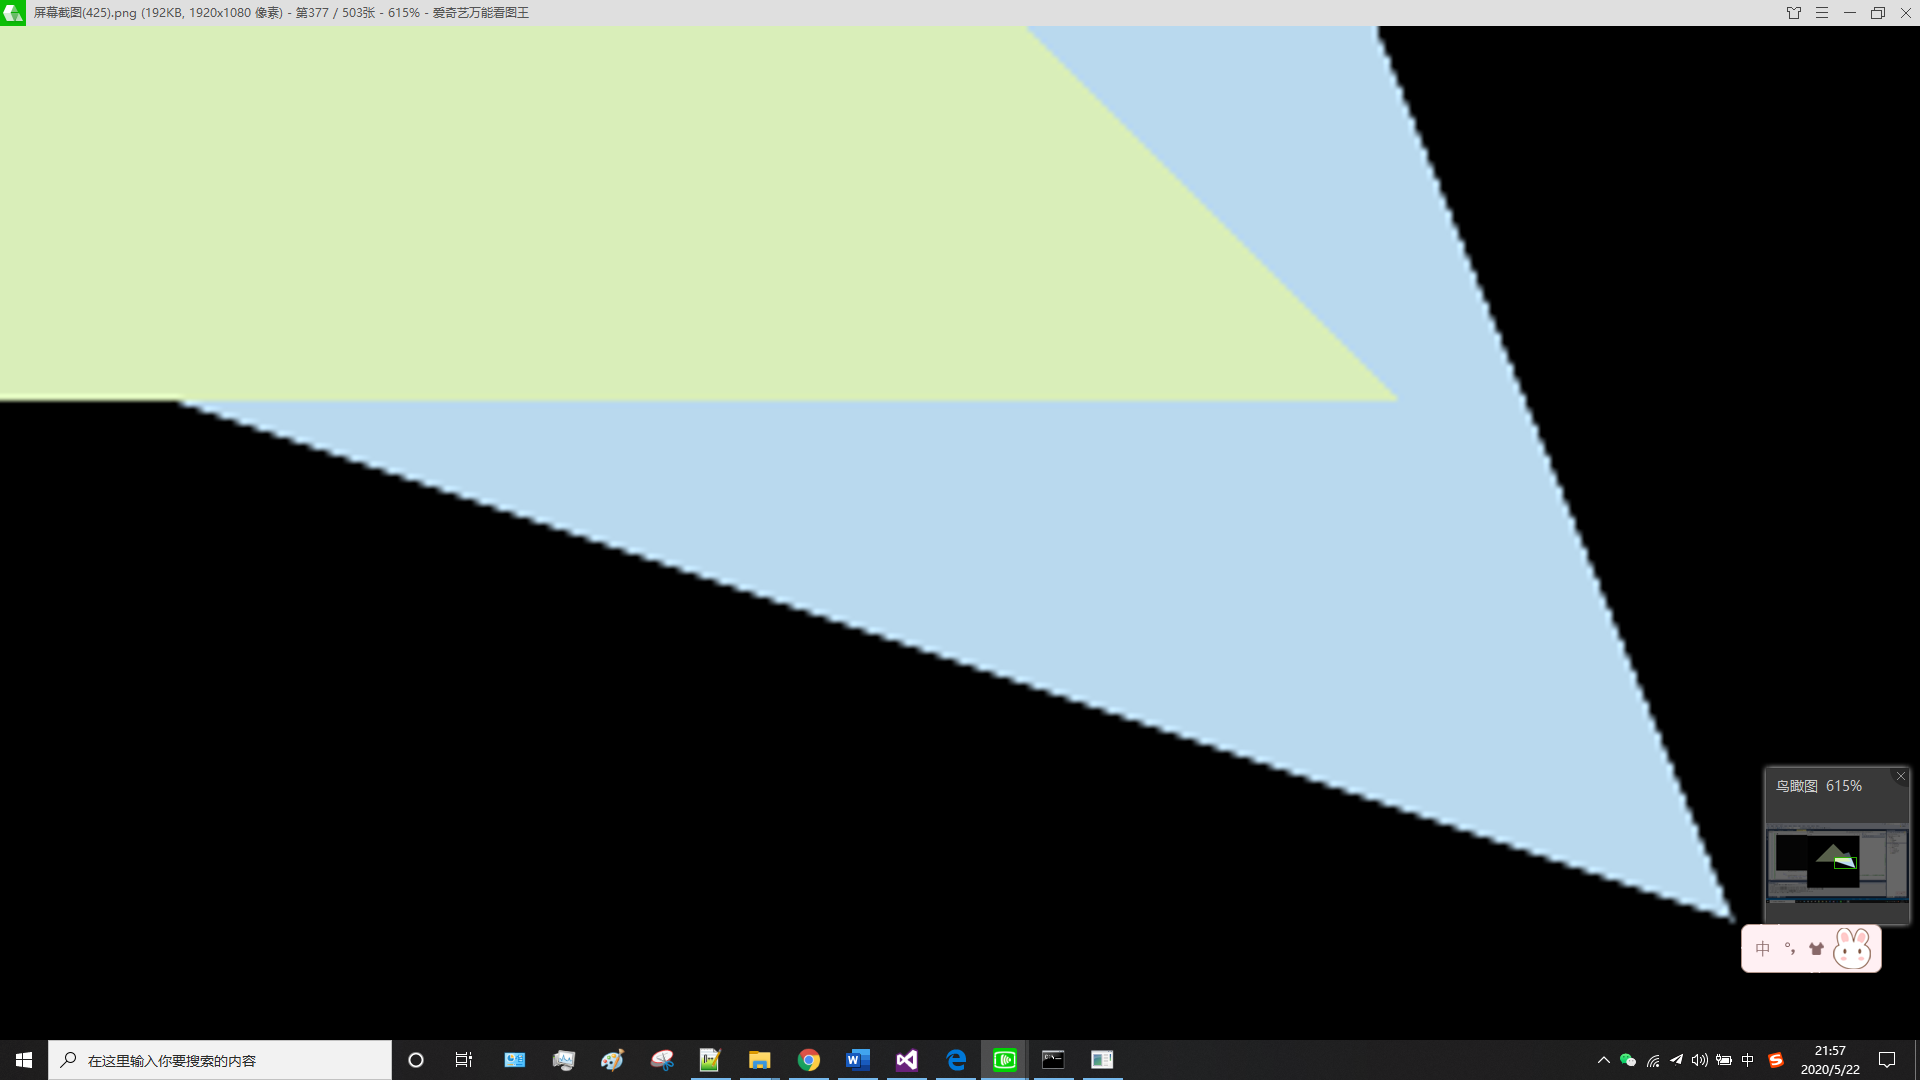 屏幕截图(425).png (192KB, 1920x1080 像素) - 第377 / 503张 - 615% - 爱奇艺万能看图王
鸟瞰图 615%
中 °,
在这里输入你要搜索的内容
中
21:57
2020/5/22